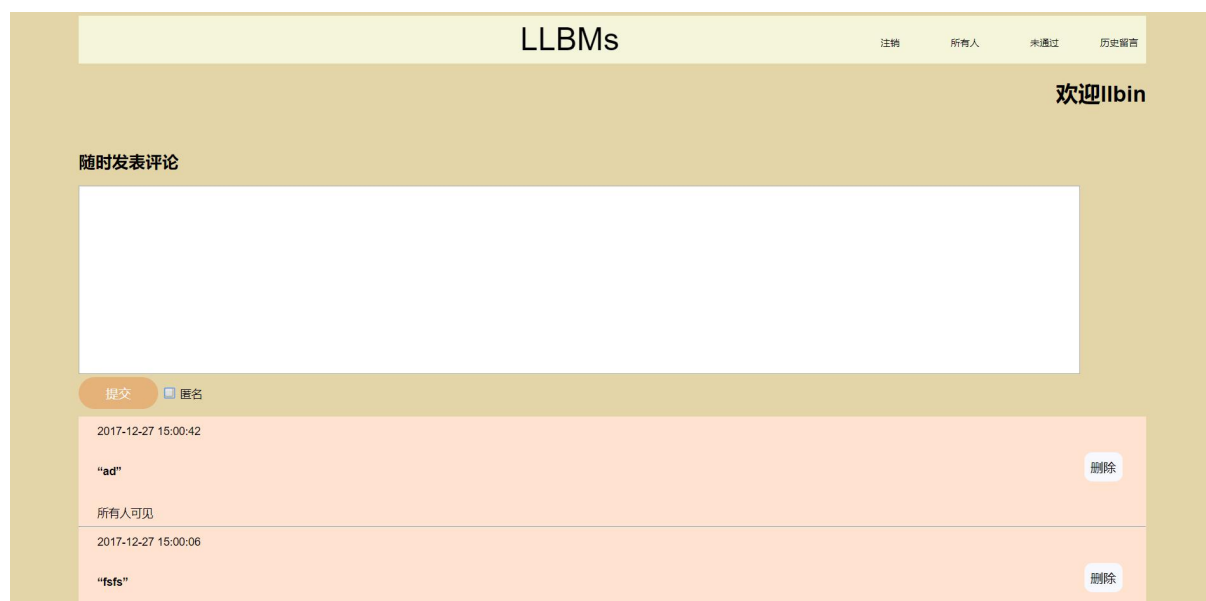 LLBMs 注销 所有人 未通过 历史留言
欢迎llbin
随时发表评论
提交 匿名
2017-12-27 15:00:42
“ad”
删除
所有人可见
2017-12-27 15:00:06
“fsfs”
删除